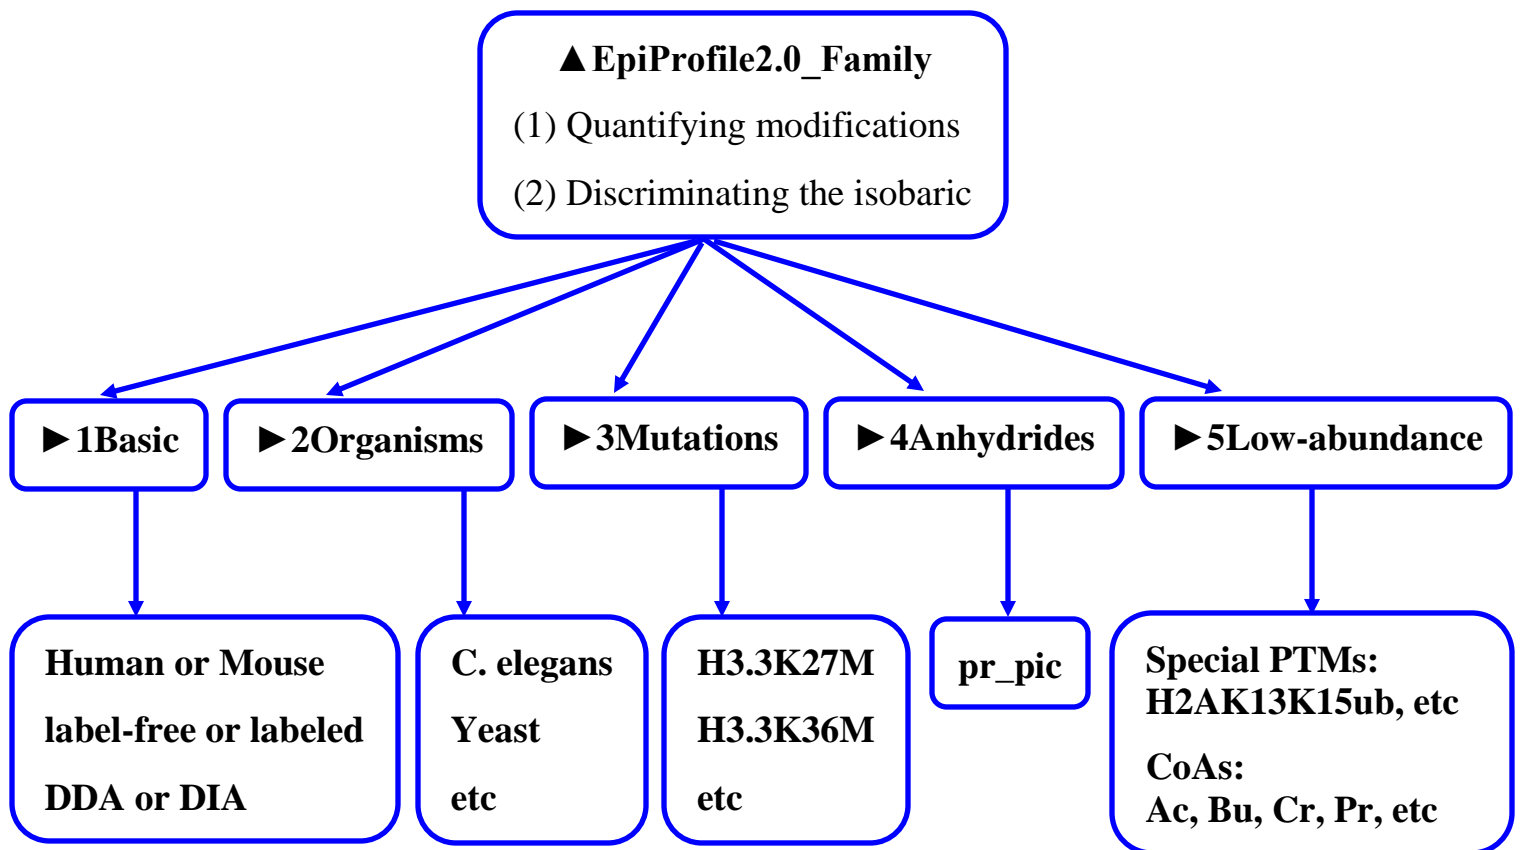 ▲EpiProfile2.0_Family
(1) Quantifying modifications
(2) Discriminating the isobaric
►1Basic
►2Organisms
►3Mutations
►4Anhydrides
►5Low-abundance
Human or Mouse
label-free or labeled
DDA or DIA
C. elegans
Yeast
etc
H3.3K27M
H3.3K36M
etc
pr_pic
Special PTMs:
H2AK13K15ub, etc
CoAs:
Ac, Bu, Cr, Pr, etc